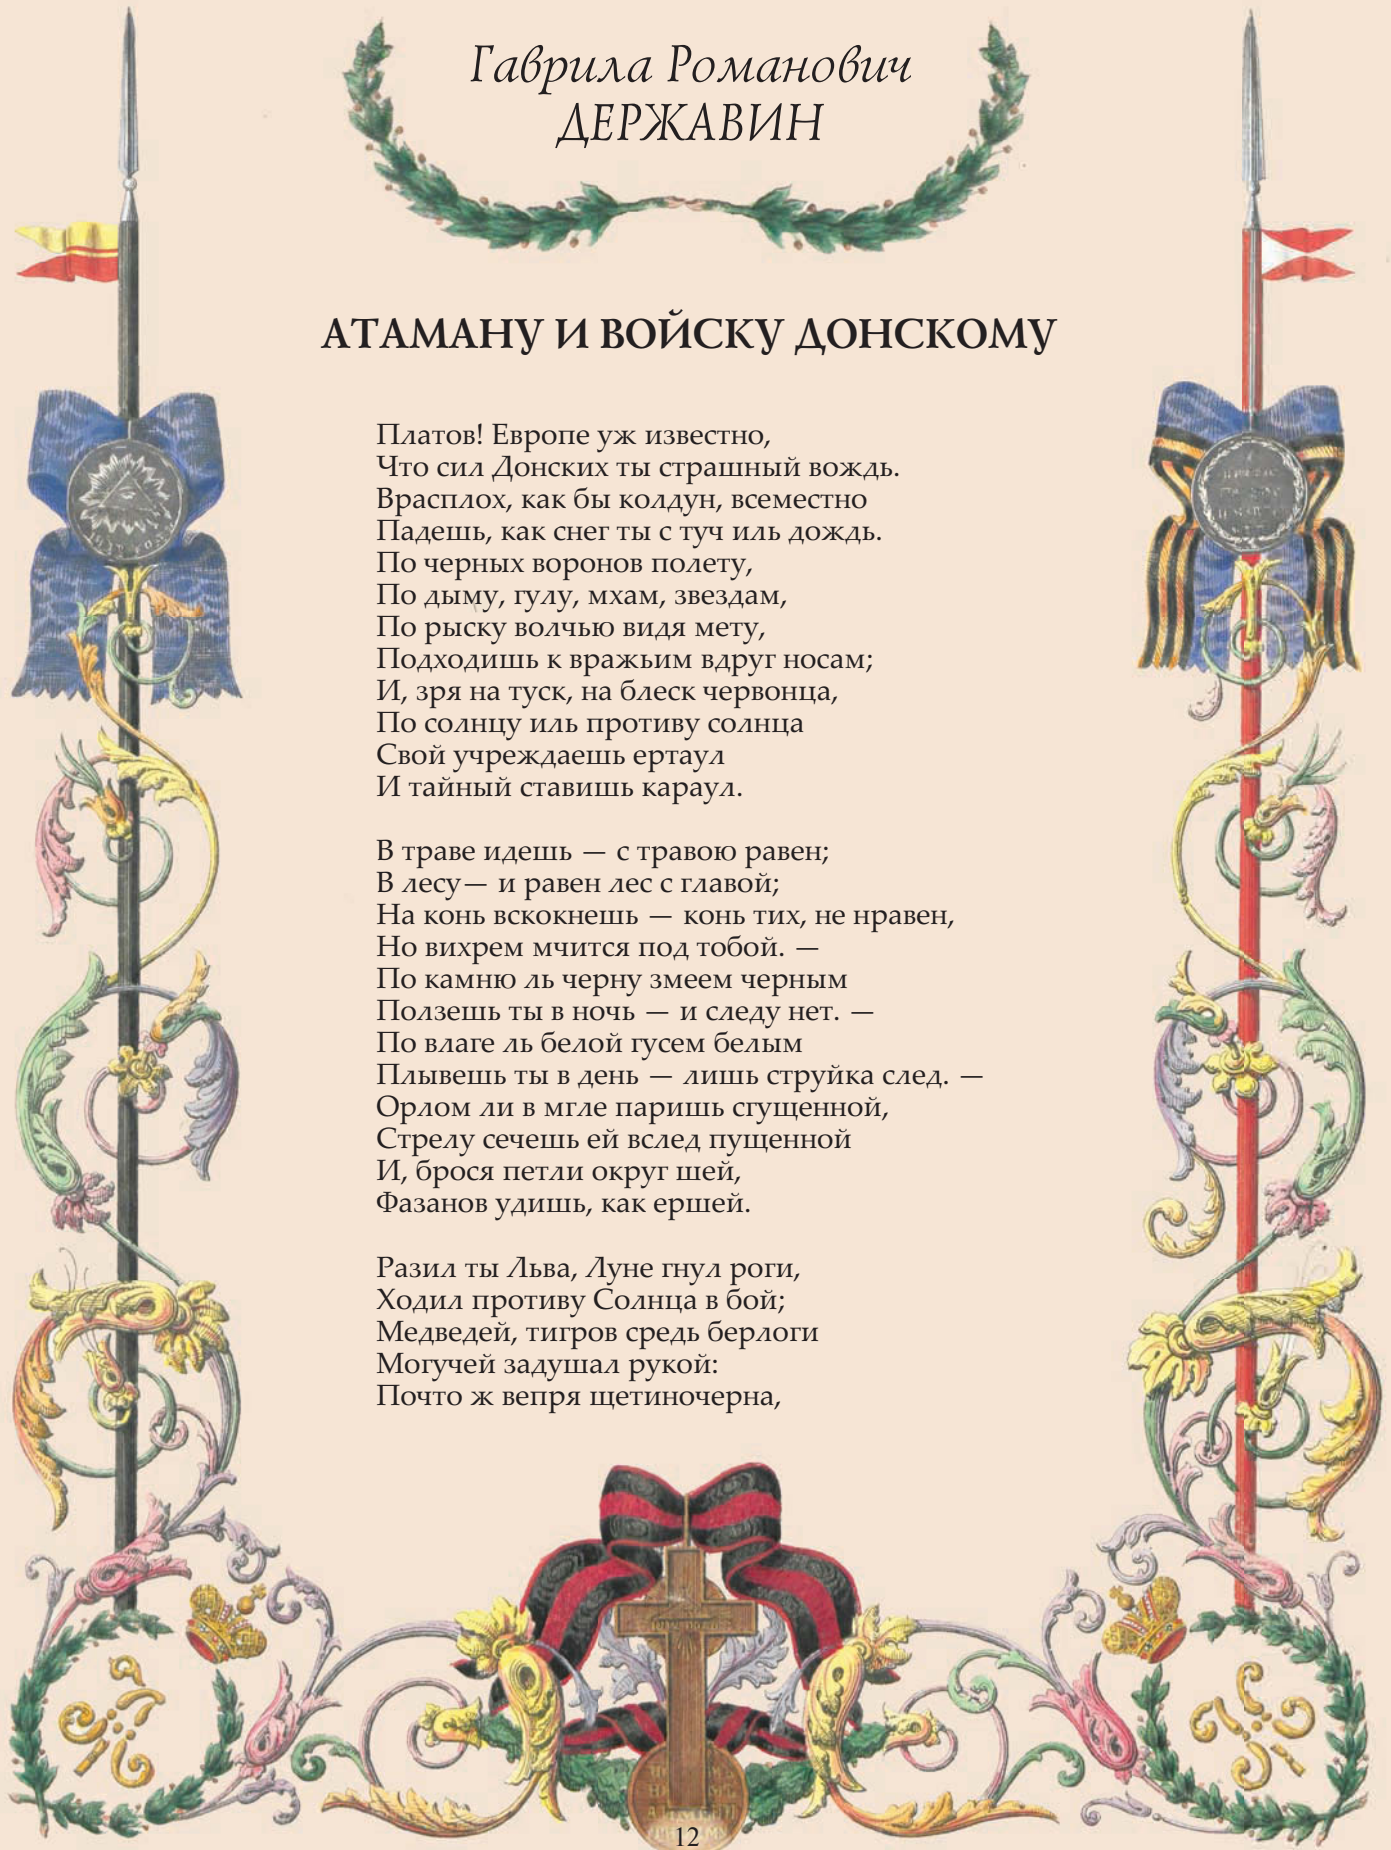 Гаврила Романович
ДЕРЖАВИН
АТАМАНУ И ВОЙСКУ ДОНСКОМУ
Платов! Европе уж известно,
Что сил Донских ты страшный вождь.
Врасплох, как бы колдун, всеместно
Падешь, как снег ты с туч иль дождь.
По черных воронов полету,
По дыму, гулу, мхам, звездам,
По рыску волчью видя мету,
Подходишь к вражьим вдруг носам;
И, зря на туск, на блеск червонца,
По солнцу иль противу солнца
Свой учреждаешь ертаул
И тайный ставишь караул.
В траве идешь — с травою равен;
В лесу— и равен лес с главой;
На конь вскокнешь — конь тих, не нравен,
Но вихрем мчится под тобой. —
По камню ль черну змеем черным
Ползешь ты в ночь — и следу нет. —
По влаге ль белой гусем белым
Плывешь ты в день — лишь струйка след. —
Орлом ли в мгле паришь сгущенной,
Стрелу сечешь ей вслед пущенной
И, брося петли округ шей,
Фазанов удишь, как ершей.
Разил ты Льва, Луне гнул роги,
Ходил противу Солнца в бой;
Медведей, тигров средь берлоги
Могучей задушал рукой:
Почто ж вепря щетиночерна,
12